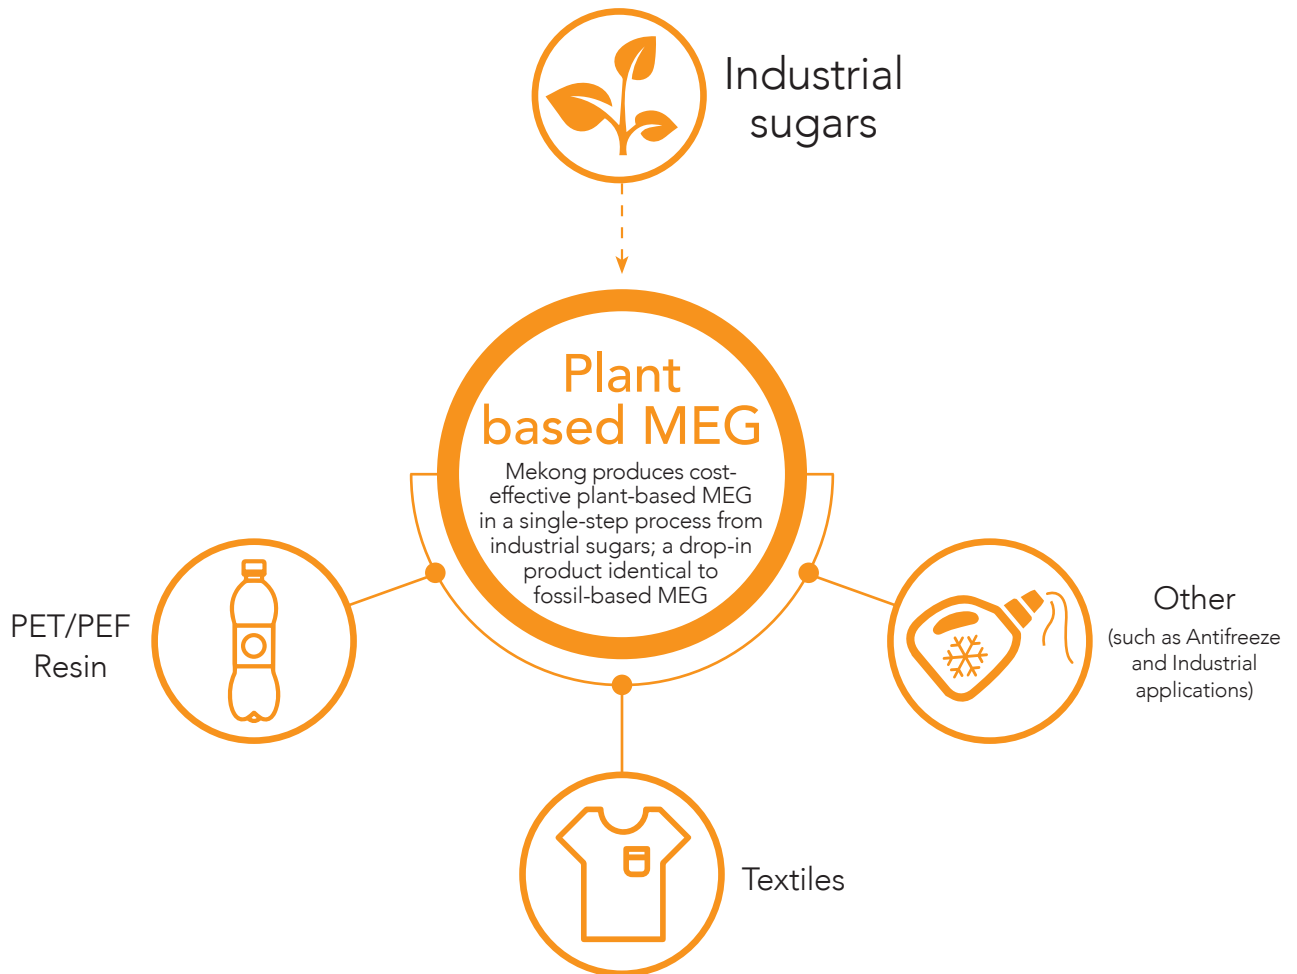 Industrial
sugars
Plant
based MEG
Mekong produces cost-
effective plant-based MEG
in a single-step process from
industrial sugars; a drop-in
product identical to
fossil-based MEG
PET/PEF
Resin
Other
(such as Antifreeze
and Industrial
applications)
Textiles